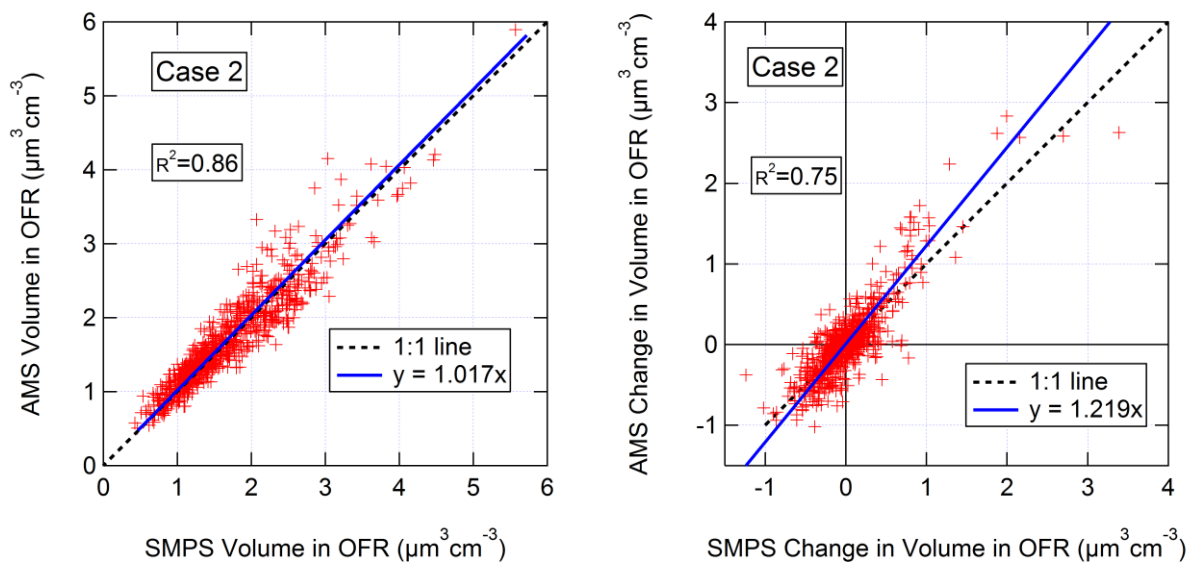 6
5
4
3
2
1
0
AMS Volume in OFR (µm³cm⁻³)
Case 2
R²=0.86
1:1 line
y = 1.017x
0 1 2 3 4 5 6
SMPS Volume in OFR (µm³cm⁻³)
4
3
2
1
0
-1
AMS Change in Volume in OFR (µm³cm⁻³)
Case 2
R²=0.75
1:1 line
y = 1.219x
-1 0 1 2 3 4
SMPS Change in Volume in OFR (µm³cm⁻³)